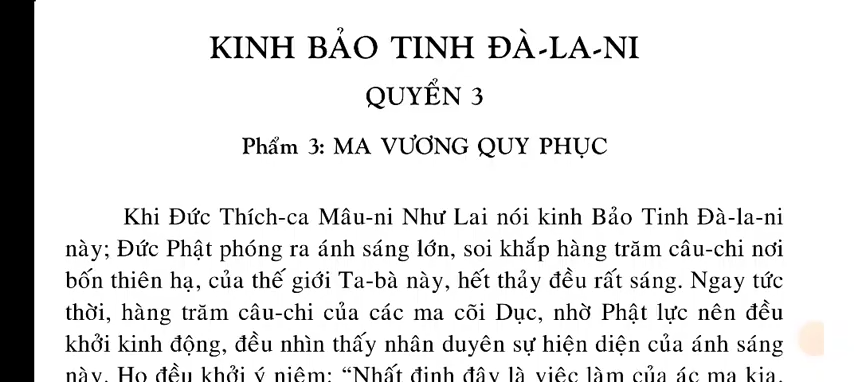 KINH BẢO TINH ĐÀ-LA-NI
QUYỂN 3
Phẩm 3: MA VƯƠNG QUY PHỤC
Khi Đức Thích-ca Mâu-ni Như Lai nói kinh Bảo Tinh Đà-la-ni
này; Đức Phật phóng ra ánh sáng lớn, soi khắp hàng trăm câu-chi nơi
bốn thiên hạ, của thế giới Ta-bà này, hết thảy đều rất sáng. Ngay tức
thời, hàng trăm câu-chi của các ma cõi Dục, nhờ Phật lực nên đều
khởi kinh động, đều nhìn thấy nhân duyên sự hiện diện của ánh sáng
này. Họ đều khởi ý niệm: “Nhất định đây là việc làm của ác ma kia,